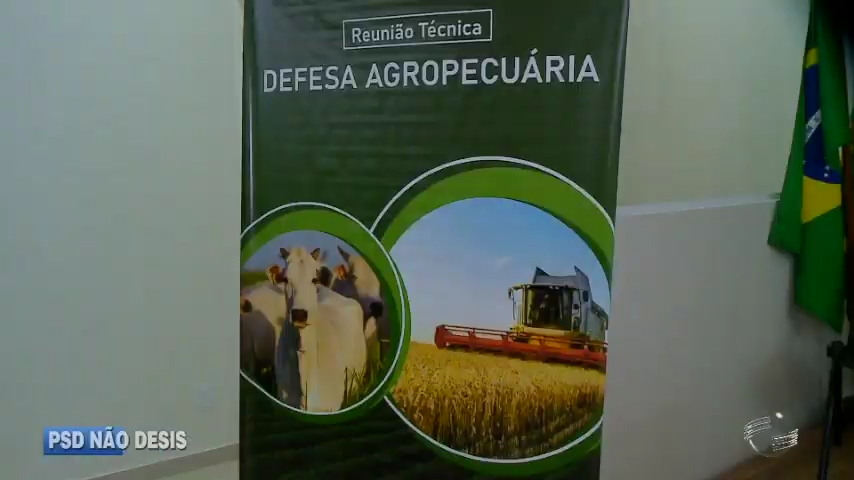 Reunião Técnica
DEFESA AGROPECUÁRIA
PSD NÃO DESIS